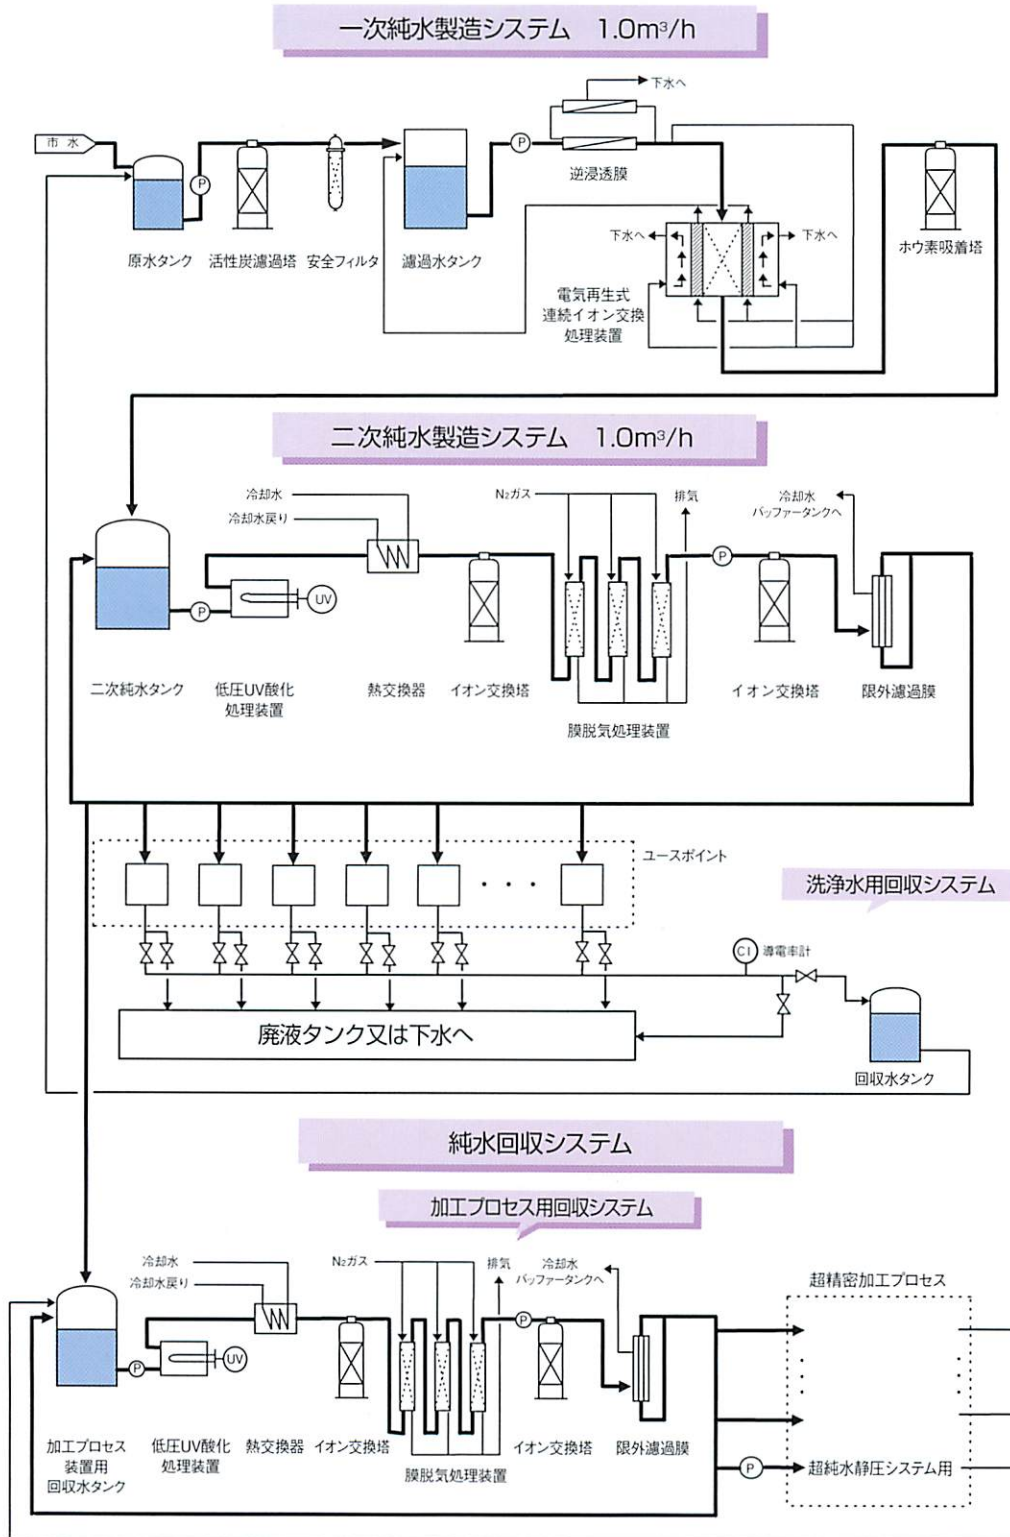 一次純水製造システム 1.0m³/h
下水へ
市 水
P
P
逆浸透膜
原水タンク
活性炭濾過塔
安全フィルタ
濾過水タンク
下水へ
下水へ
ホウ素吸着塔
電気再生式
連続イオン交換
処理装置
二次純水製造システム 1.0m³/h
冷却水
冷却水戻り
N₂ガス
排気
冷却水
バッファータンクへ
P
UV
P
二次純水タンク
低圧UV酸化
処理装置
熱交換器
イオン交換塔
膜脱気処理装置
イオン交換塔
限外濾過膜
ユースポイント
・・・
洗浄水用回収システム
CI
導電率計
廃液タンク又は下水へ
回収水タンク
純水回収システム
加工プロセス用回収システム
冷却水
冷却水戻り
N₂ガス
排気
冷却水
バッファータンクへ
超精密加工プロセス
P
UV
P
加工プロセス
装置用
回収水タンク
低圧UV酸化
処理装置
熱交換器
イオン交換塔
膜脱気処理装置
イオン交換塔
限外濾過膜
P
超純水静圧システム用